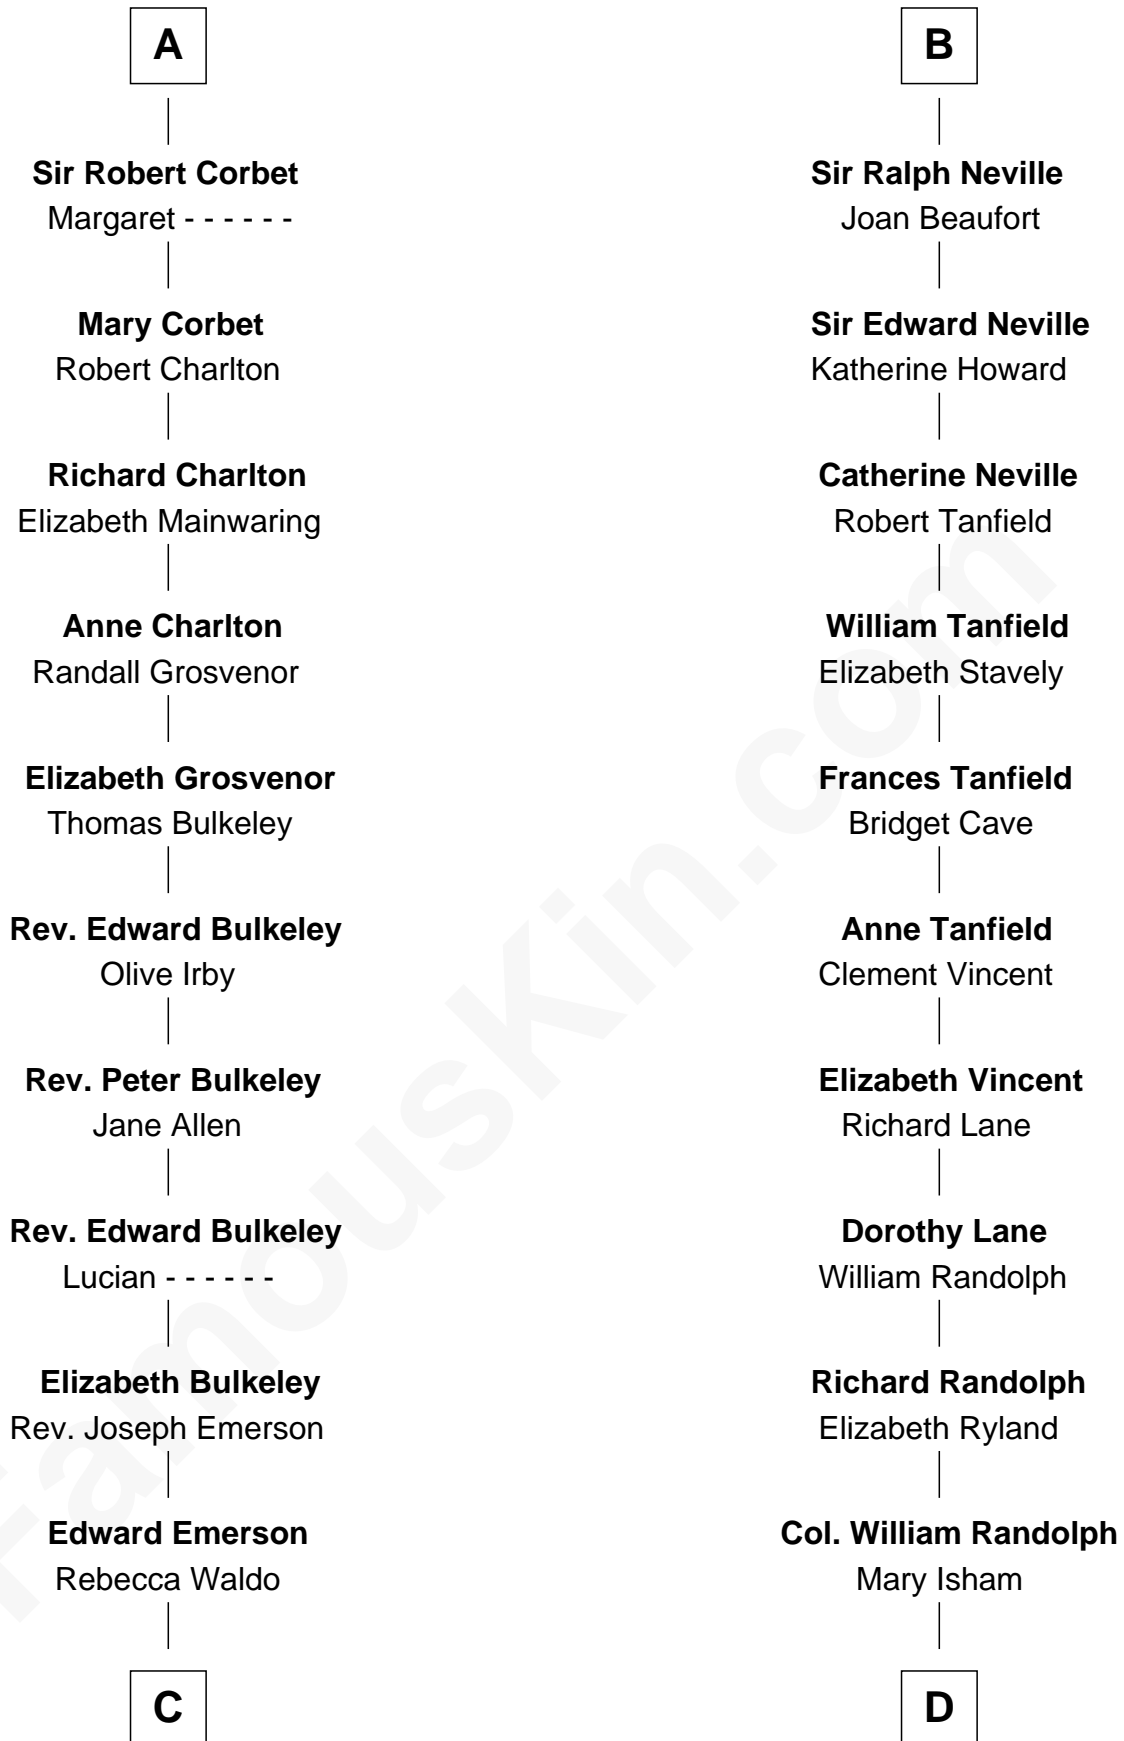 A
Sir Robert Corbet
Margaret - - - - - -
Mary Corbet
Robert Charlton
Richard Charlton
Elizabeth Mainwaring
Anne Charlton
Randall Grosvenor
Elizabeth Grosvenor
Thomas Bulkeley
Rev. Edward Bulkeley
Olive Irby
Rev. Peter Bulkeley
Jane Allen
Rev. Edward Bulkeley
Lucian - - - - - -
Elizabeth Bulkeley
Rev. Joseph Emerson
Edward Emerson
Rebecca Waldo
C
B
Sir Ralph Neville
Joan Beaufort
Sir Edward Neville
Katherine Howard
Catherine Neville
Robert Tanfield
William Tanfield
Elizabeth Stavely
Frances Tanfield
Bridget Cave
Anne Tanfield
Clement Vincent
Elizabeth Vincent
Richard Lane
Dorothy Lane
William Randolph
Richard Randolph
Elizabeth Ryland
Col. William Randolph
Mary Isham
D
FamousKin.com